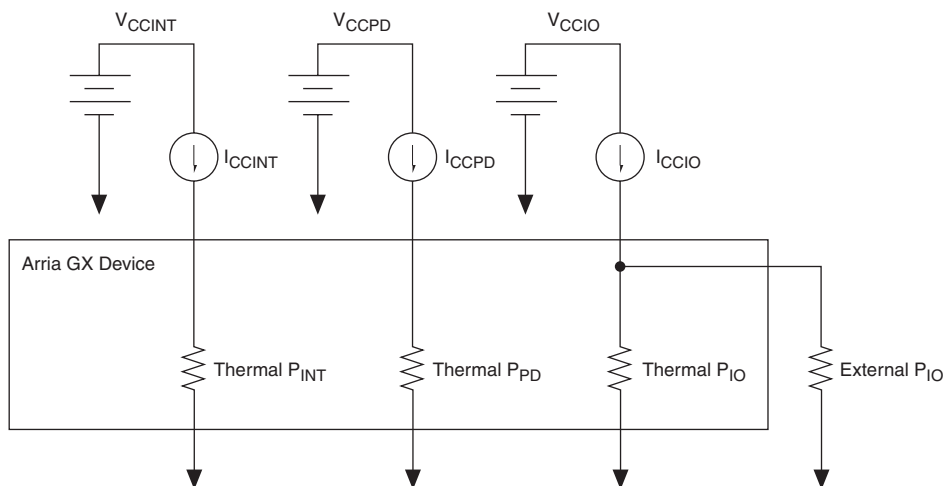 VCCINT
VCCPD
VCCIO
ICCINT
ICCPD
ICCIO
Arria GX Device
Thermal PINT
Thermal PPD
Thermal PIO
External PIO